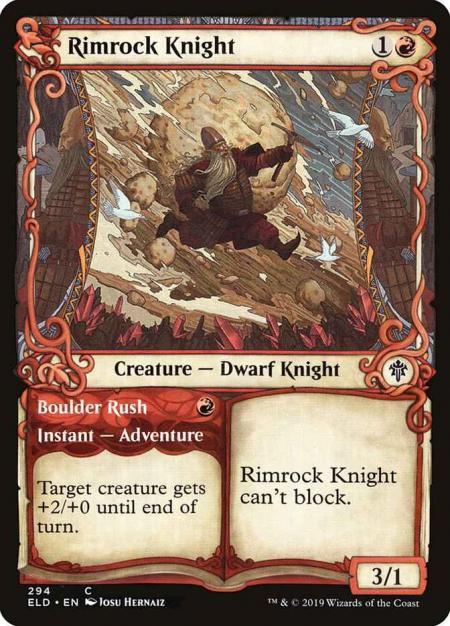 Rimrock Knight 1
Creature — Dwarf Knight
Boulder Rush
Instant — Adventure
Target creature gets
+2/+0 until end of
turn.
Rimrock Knight
can't block.
3/1
294 C
ELD • EN Josu Hernaiz
™ & © 2019 Wizards of the Coast